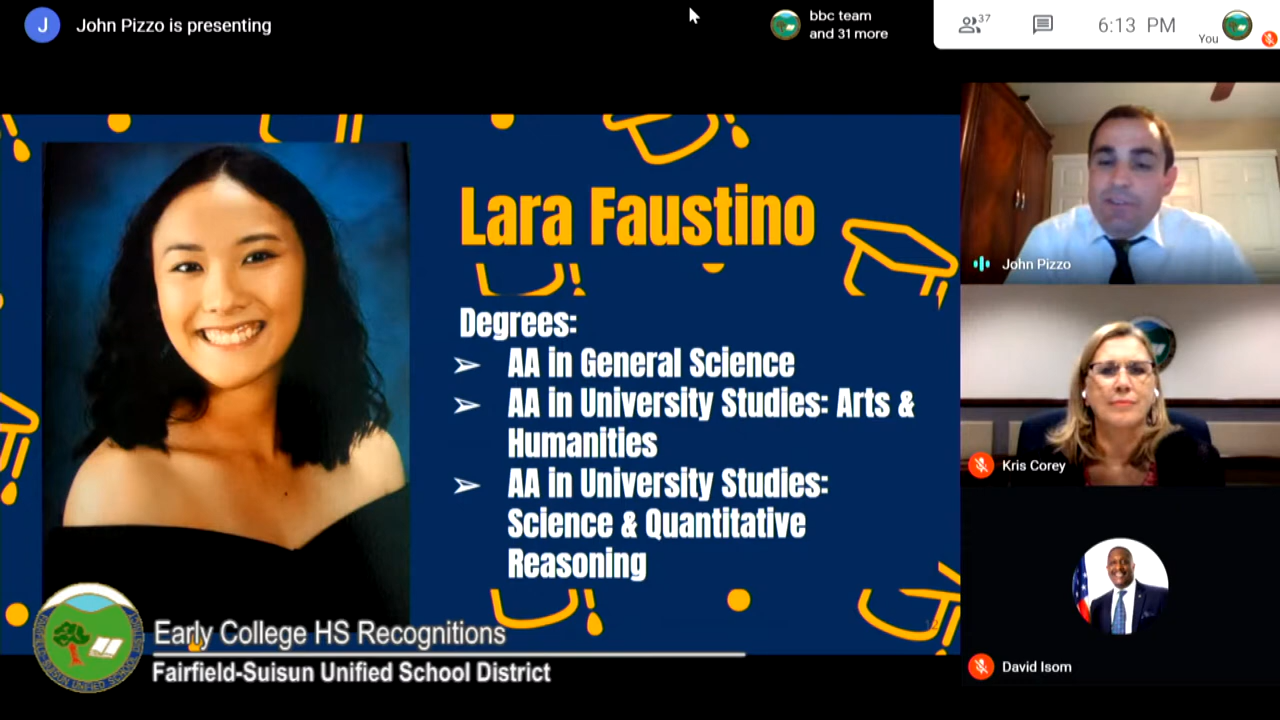 J
John Pizzo is presenting
bbc team
and 31 more
37
6:13 PM
You
Lara Faustino
Degrees:
➢ AA in General Science
➢ AA in University Studies: Arts &
Humanities
➢ AA in University Studies:
Science & Quantitative
Reasoning
John Pizzo
Kris Corey
David Isom
Early College HS Recognitions
Fairfield-Suisun Unified School District